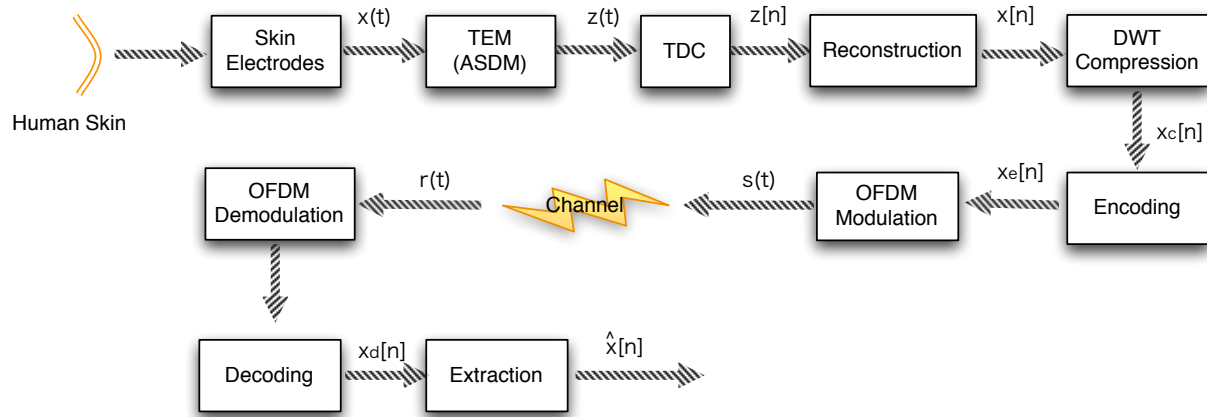 x(t)
z(t)
z[n]
x[n]
Skin
Electrodes
TEM
(ASDM)
TDC
Reconstruction
DWT
Compression
Human Skin
xc[n]
OFDM
Demodulation
r(t)
Channel
s(t)
OFDM
Modulation
xe[n]
Encoding
Decoding
xd[n]
Extraction
x̂[n]